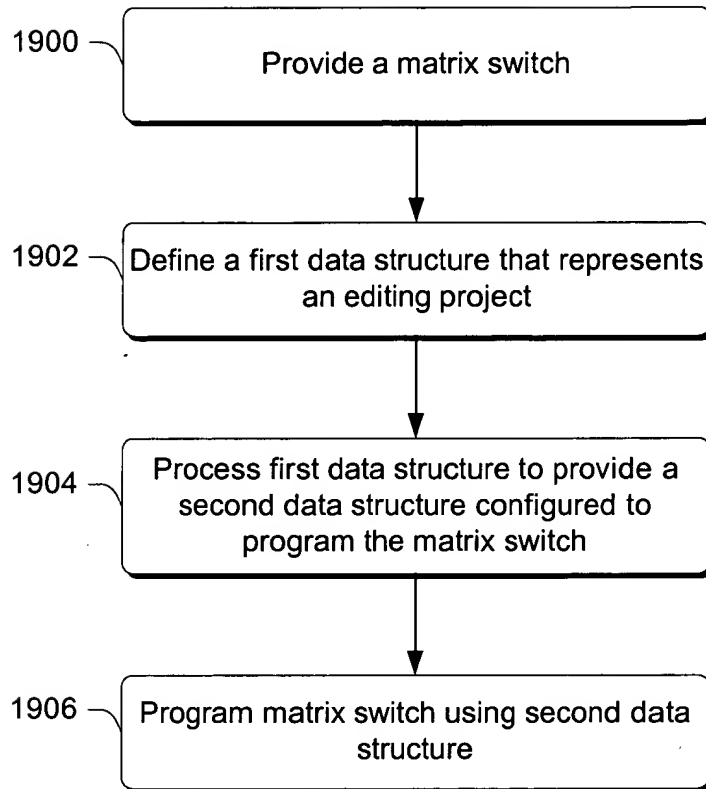 1900
Provide a matrix switch
1902
Define a first data structure that represents
an editing project
1904
Process first data structure to provide a
second data structure configured to
program the matrix switch
1906
Program matrix switch using second data
structure